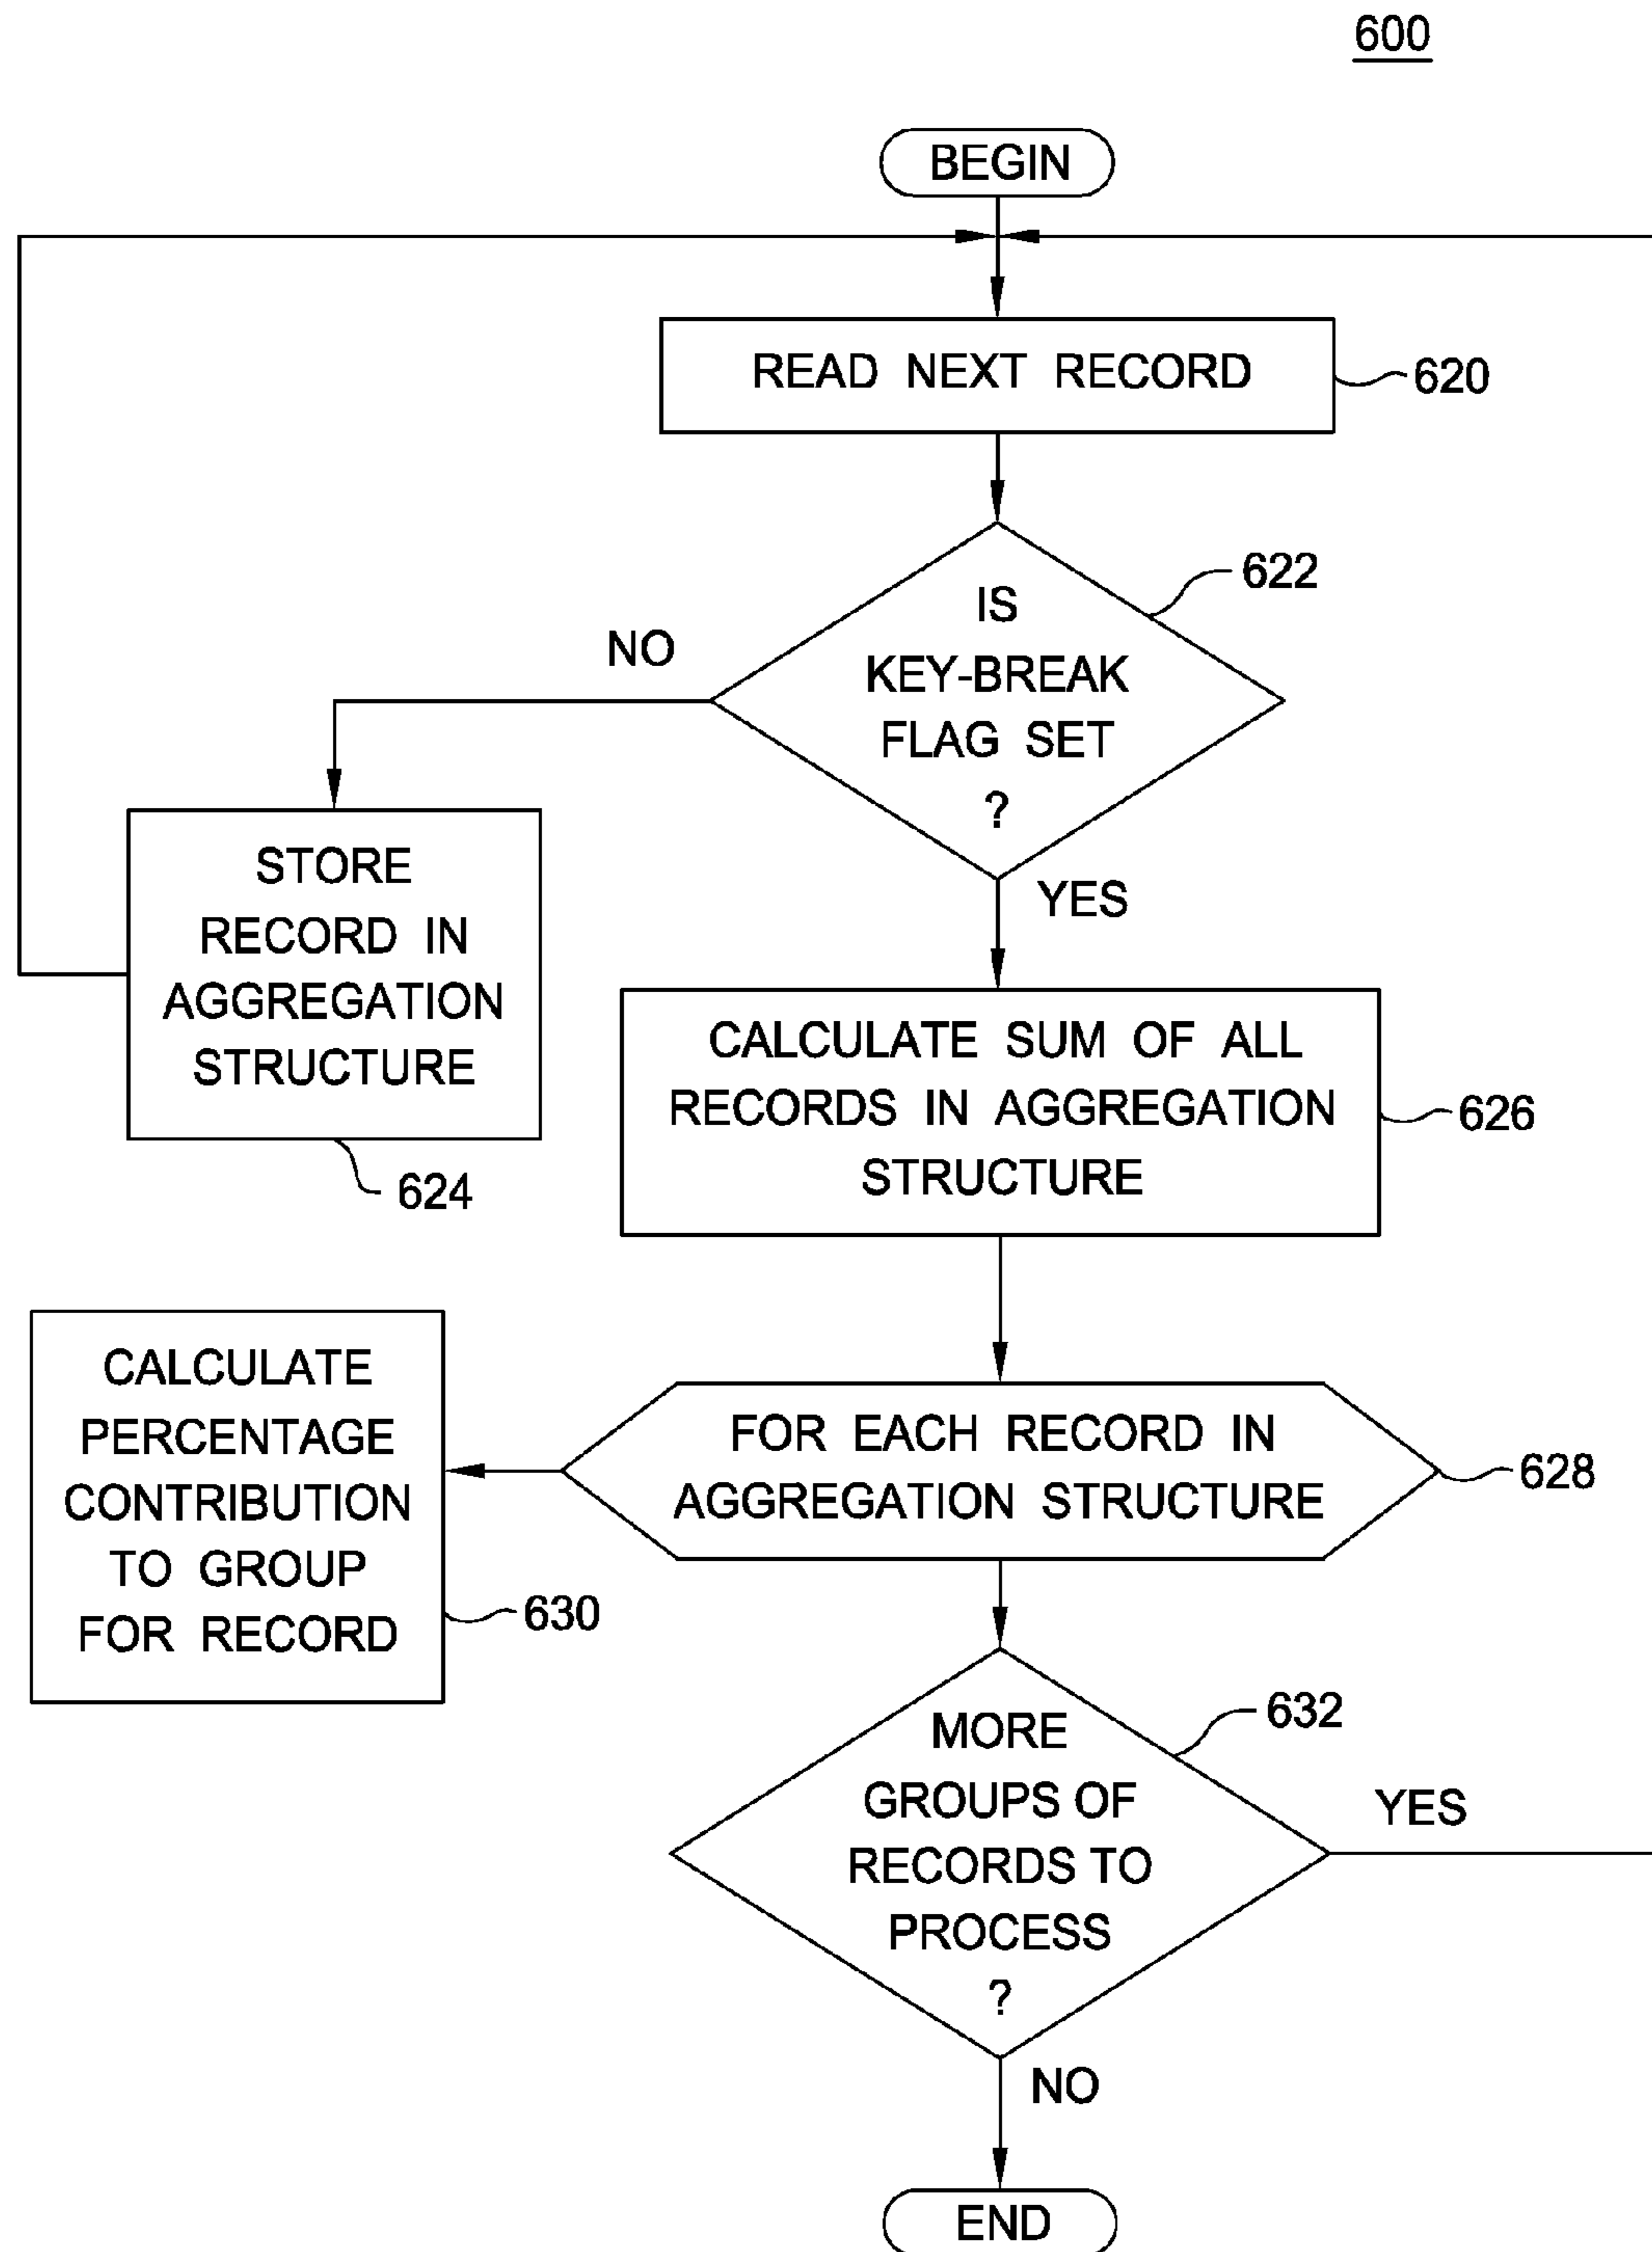 600
BEGIN
READ NEXT RECORD
620
IS
KEY-BREAK
FLAG SET
?
622
NO
YES
STORE
RECORD IN
AGGREGATION
STRUCTURE
624
CALCULATE SUM OF ALL
RECORDS IN AGGREGATION
STRUCTURE
626
FOR EACH RECORD IN
AGGREGATION STRUCTURE
628
CALCULATE
PERCENTAGE
CONTRIBUTION
TO GROUP
FOR RECORD
630
MORE
GROUPS OF
RECORDS TO
PROCESS
?
632
YES
NO
END